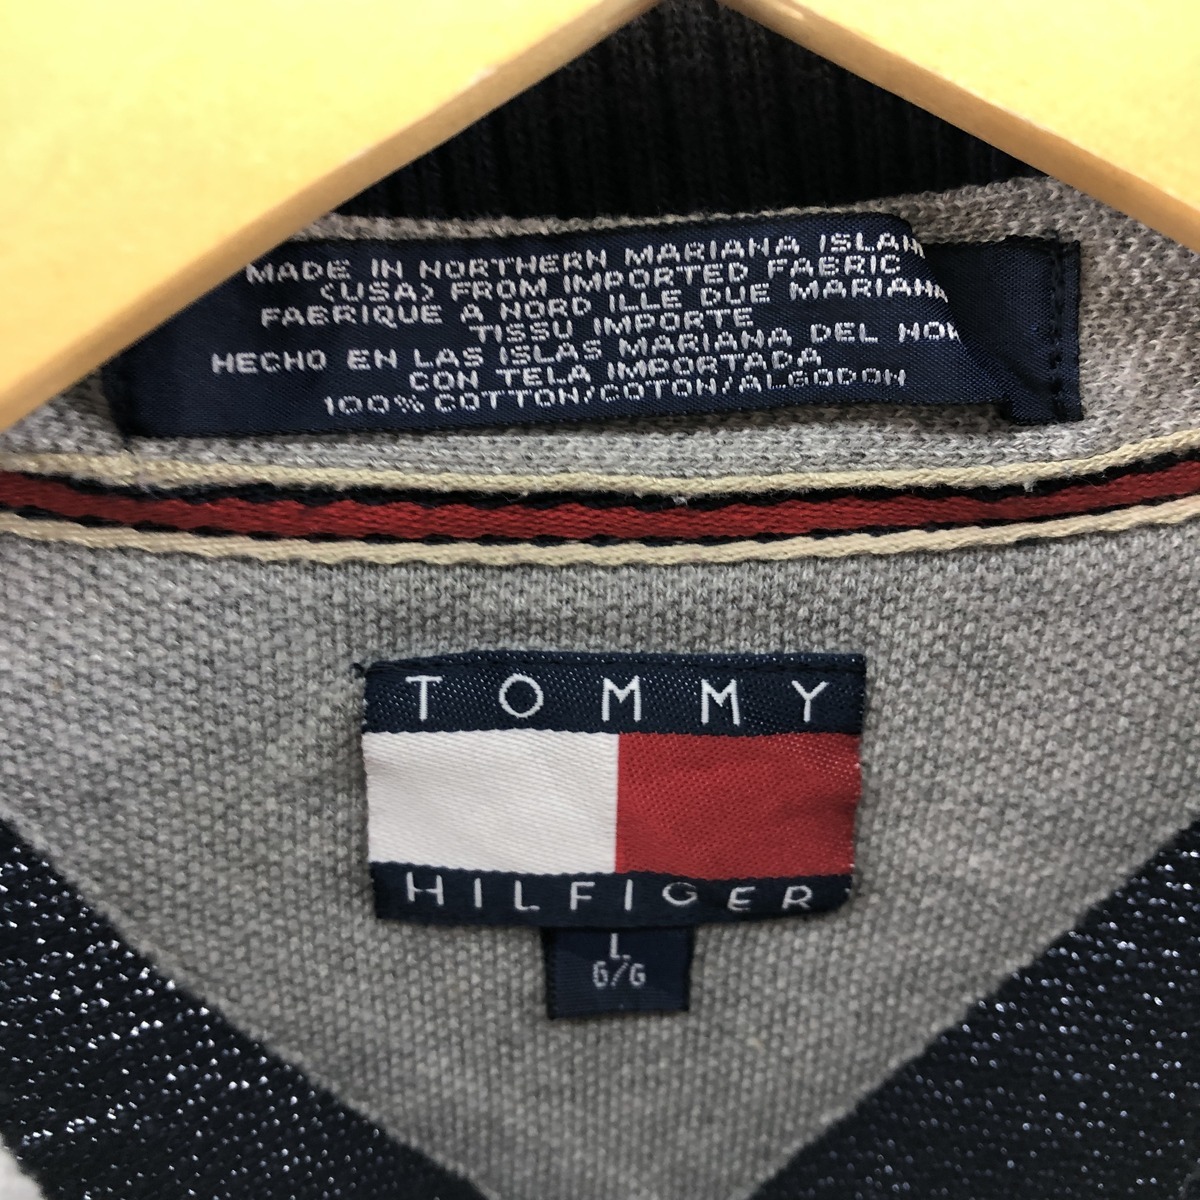 MADE IN NORTHERN MARIANA ISLAN
(USA) FROM IMPORTED FABRIC
FABRIQUE A NORD ILLE DUE MARIANA
TISSU IMPORTE
HECHO EN LAS ISLAS MARIANA DEL NOR
CON TELA IMPORTADA
100% COTTON/COTON/ALGODON
TOMMY
HILFIGER
L
G/G